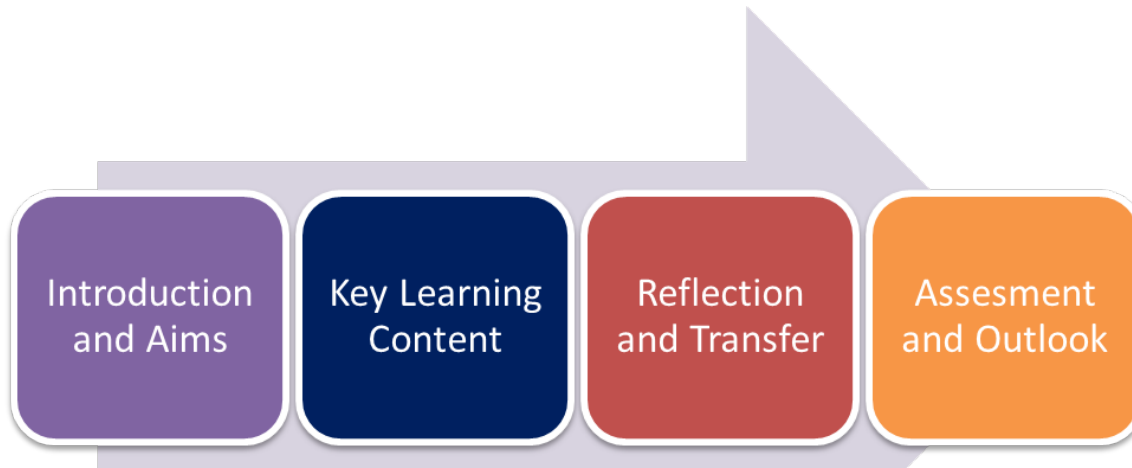 Introduction
and Aims
Key Learning
Content
Reflection
and Transfer
Assesment
and Outlook